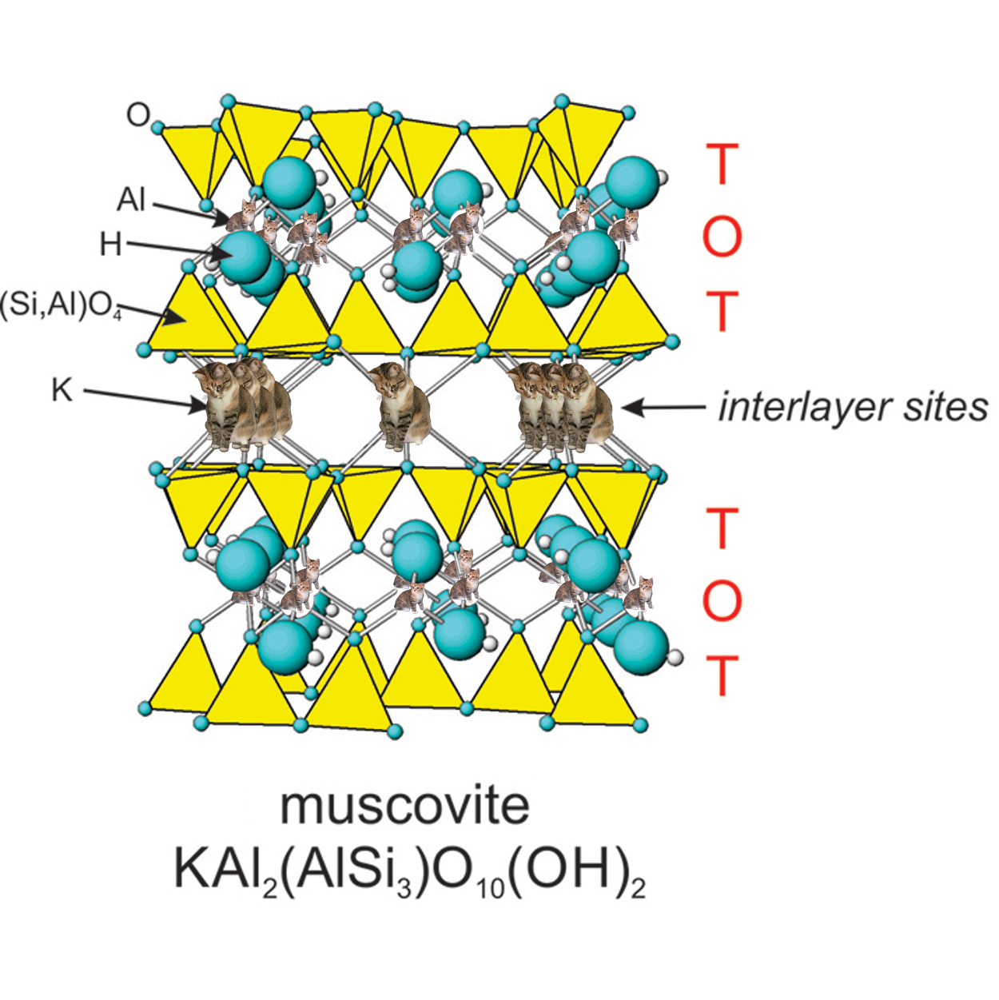 O
Al
H
(Si,Al)O₄
K
T
O
T
interlayer sites
T
O
T
muscovite
KAl₂(AlSi₃)O₁₀(OH)₂